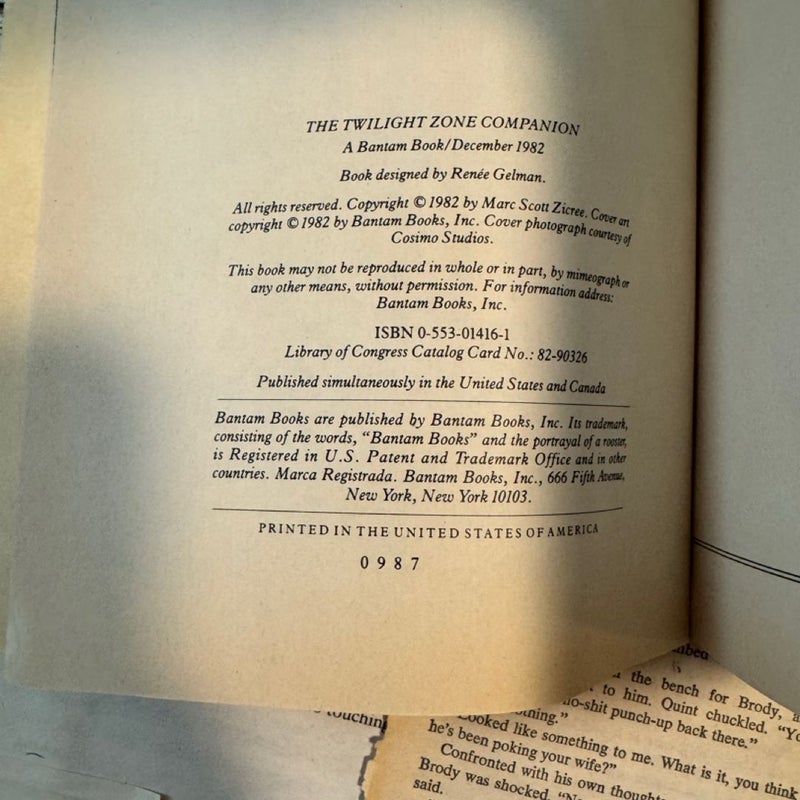 THE TWILIGHT ZONE COMPANION
A Bantam Book/December 1982
Book designed by Renée Gelman.
All rights reserved. Copyright © 1982 by Marc Scott Zicree. Cover art
copyright © 1982 by Bantam Books, Inc. Cover photograph courtesy of
Cosimo Studios.
This book may not be reproduced in whole or in part, by mimeograph or
any other means, without permission. For information address:
Bantam Books, Inc.
ISBN 0-553-01416-1
Library of Congress Catalog Card No.: 82-90326
Published simultaneously in the United States and Canada
Bantam Books are published by Bantam Books, Inc. Its trademark,
consisting of the words, “Bantam Books” and the portrayal of a rooster,
is Registered in U.S. Patent and Trademark Office and in other
countries. Marca Registrada. Bantam Books, Inc., 666 Fifth Avenue,
New York, New York 10103.
PRINTED IN THE UNITED STATES OF AMERICA
0 9 8 7
touching
the bench for Brody,
to him. Quint chuckled. “Yo
no-shit punch-up back there.”
“Looked like something to me. What is it, you think
he’s been poking your wife?”
Confronted with his own though
Brody was shocked.
said.